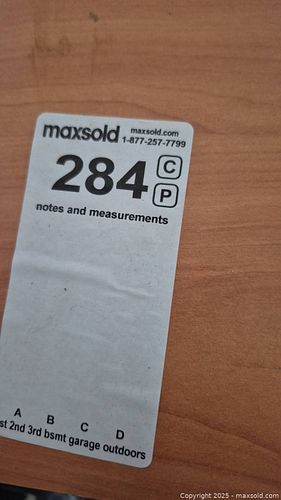 maxsold maxsold.com
1-877-257-7799
284 C
P
notes and measurements
A B C D
st 2nd 3rd bsmt garage outdoors
Copyright © 2025 - maxsold.com